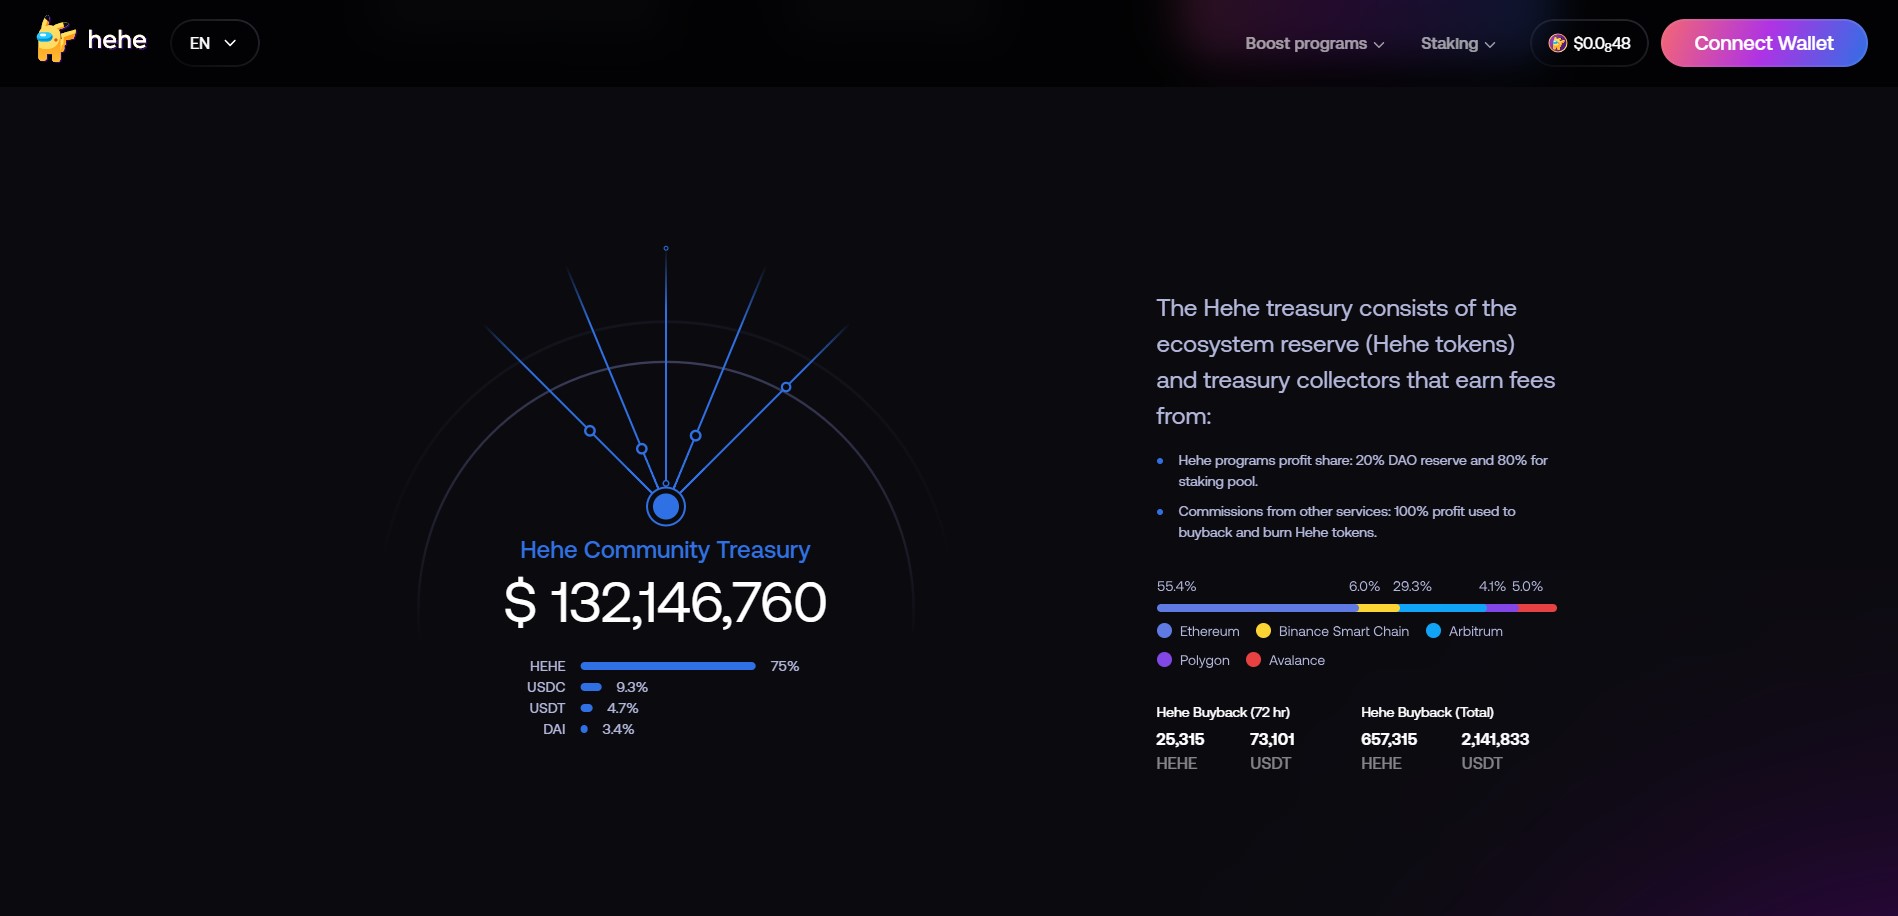 hehe
EN
Boost programs
Staking
$0.0₈48
Connect Wallet
Hehe Community Treasury
$ 132,146,760
HEHE 75%
USDC 9.3%
USDT 4.7%
DAI 3.4%
The Hehe treasury consists of the
ecosystem reserve (Hehe tokens)
and treasury collectors that earn fees
from:
Hehe programs profit share: 20% DAO reserve and 80% for
staking pool.
Commissions from other services: 100% profit used to
buyback and burn Hehe tokens.
55.4% 6.0% 29.3% 4.1% 5.0%
Ethereum Binance Smart Chain Arbitrum
Polygon Avalance
Hehe Buyback (72 hr) Hehe Buyback (Total)
25,315 73,101 657,315 2,141,833
HEHE USDT HEHE USDT